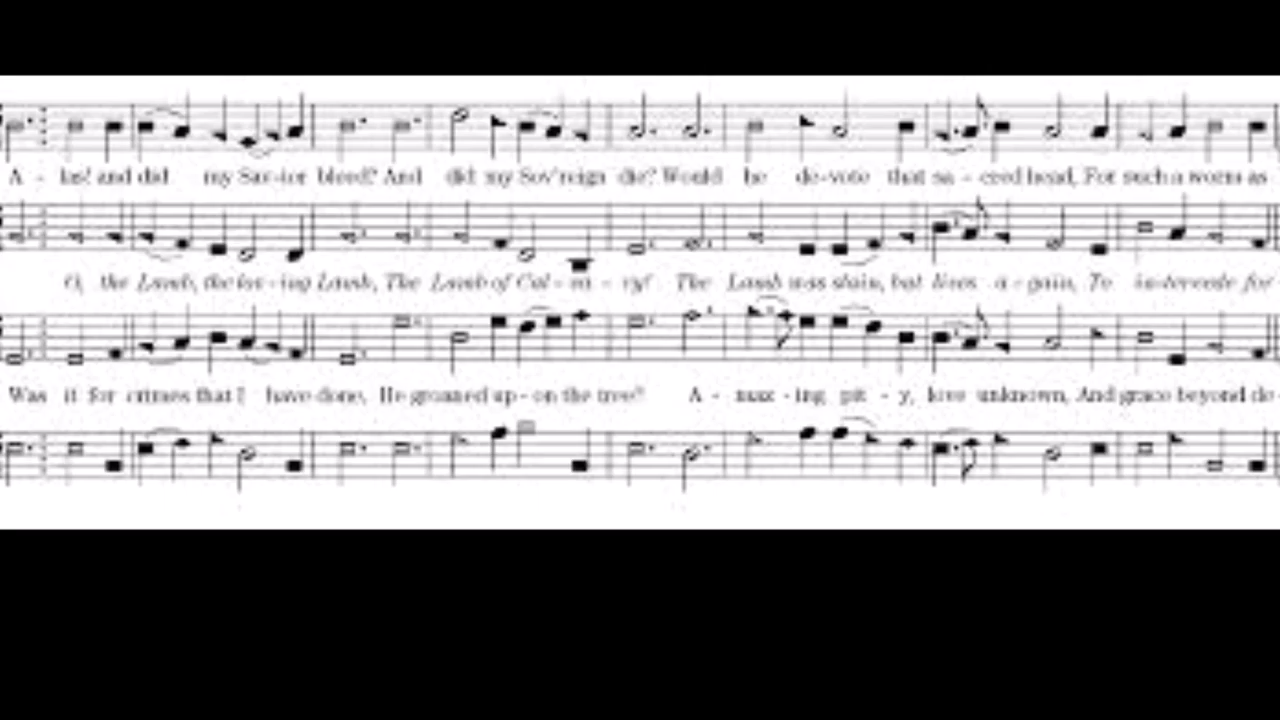 A - las! and did my Sav-ior bleed? And did my Sov'reign die? Would he de-vote that sa - cred head, For such a worm as
O, the Lamb, the lov-ing Lamb, The Lamb of Cal - va - ry! The Lamb was slain, but lives a - gain, To in-tercede for
Was it for crimes that I have done, He groaned up - on the tree? A - maz - ing pit - y, love unknown, And grace beyond de-